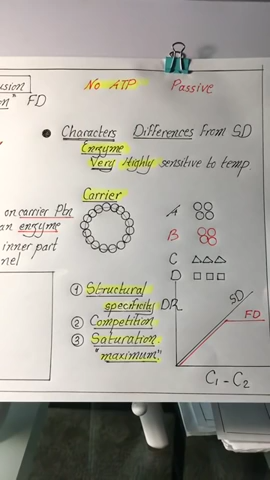 No ATP Passive
usion
" FD
Characters Differences from SD
Enzyme
Very Highly sensitive to temp
Carrier
on carrier Ptn
an enzyme
inner part
nel
A
B
C
D
① Structural
specificity
② Competition
③ Saturation
"maximum"
DR
SD
FD
C₁ - C₂